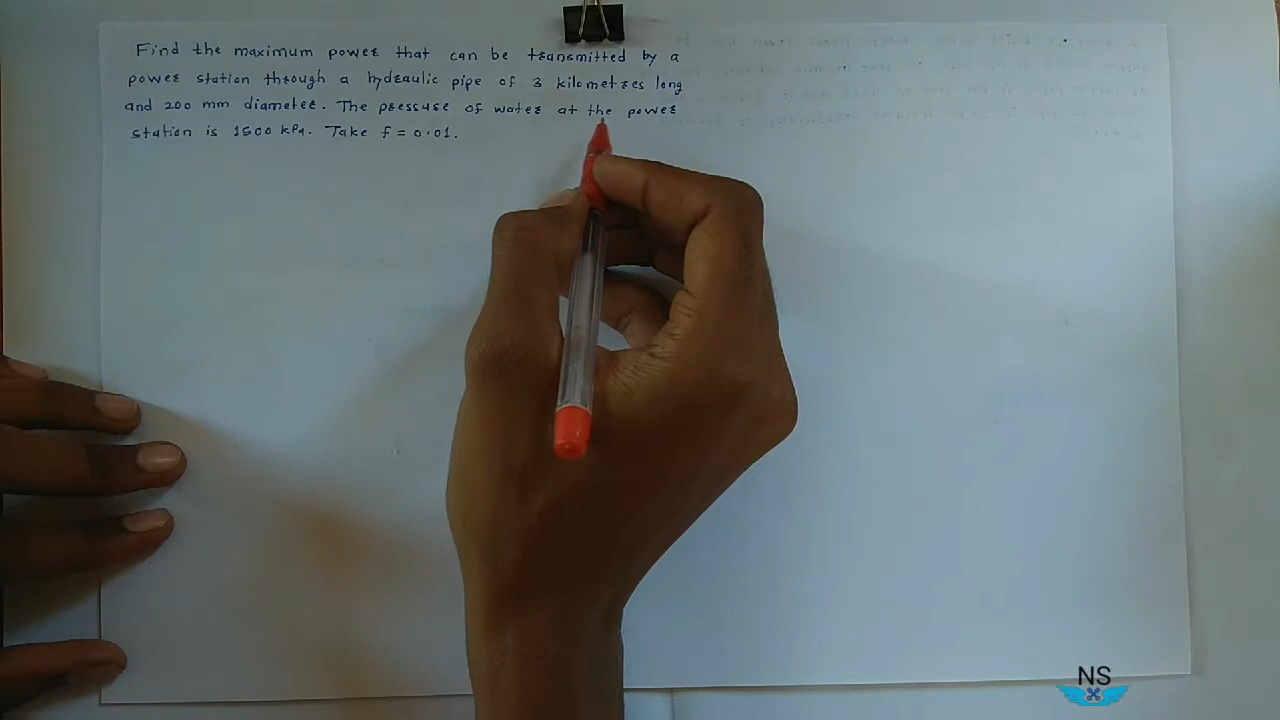 Find the maximum power that can be transmitted by a
power station through a hydraulic pipe of 3 kilometres long
and 200 mm diameter. The pressure of water at the power
station is 1500 kPa. Take f = 0.01.
NS